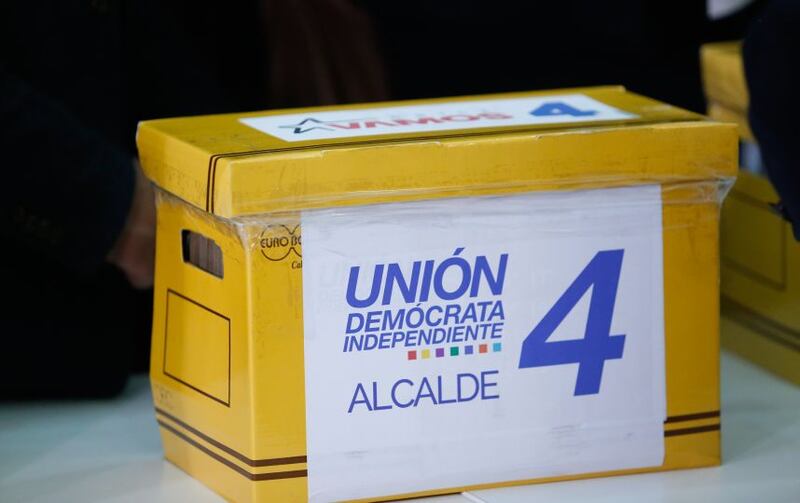 VAMOS 4
EURO BO
UNIÓN
DEMÓCRATA
INDEPENDIENTE
ALCALDE
4